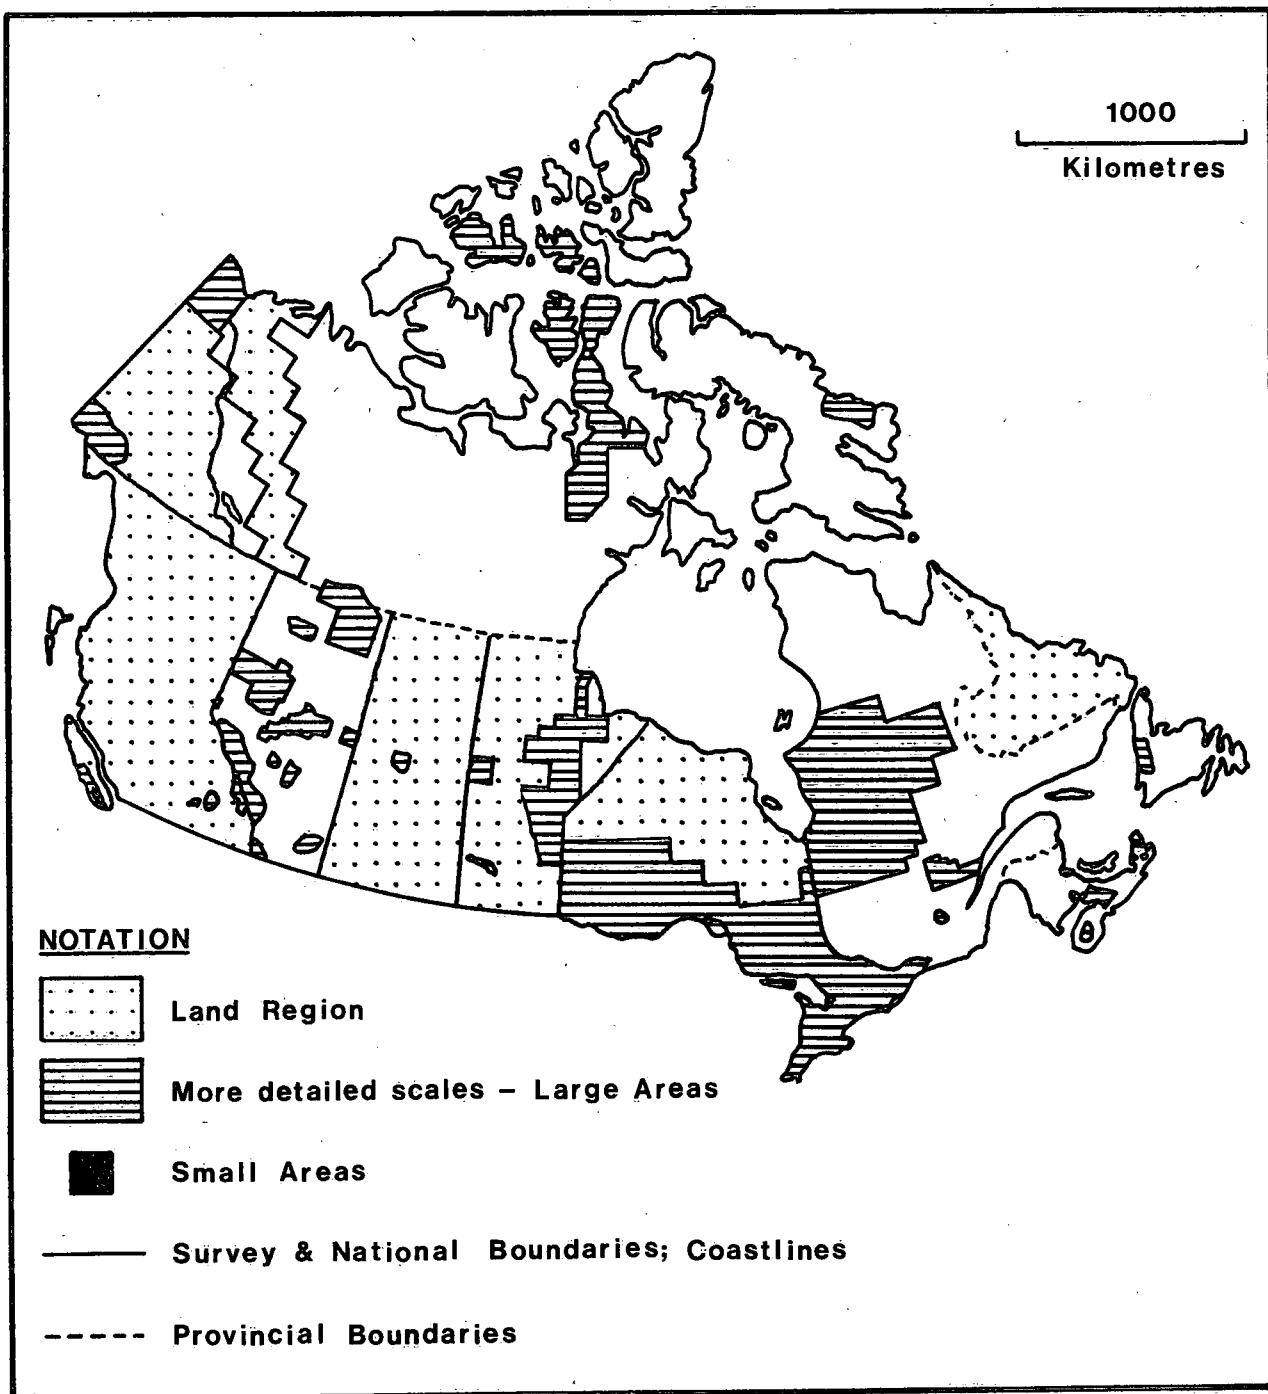 1000
Kilometres
NOTATION
Land Region
More detailed scales – Large Areas
Small Areas
Survey & National Boundaries; Coastlines
Provincial Boundaries